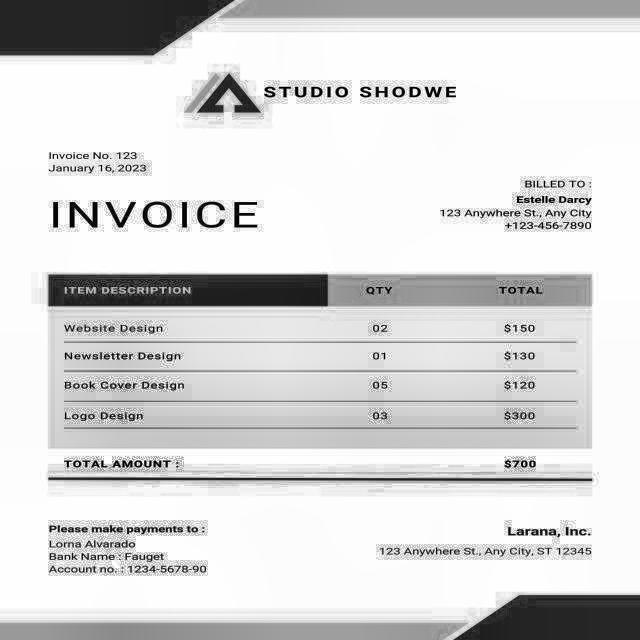 STUDIO SHODWE
Invoice No. 123
January 16, 2023
INVOICE
BILLED TO :
Estelle Darcy
123 Anywhere St., Any City
+123-456-7890
ITEM DESCRIPTION QTY TOTAL
Website Design 02 $150
Newsletter Design 01 $130
Book Cover Design 05 $120
Logo Design 03 $300
TOTAL AMOUNT : $700
Please make payments to :
Lorna Alvarado
Bank Name : Fauget
Account no. : 1234-5678-90
Larana, Inc.
123 Anywhere St., Any City, ST 12345